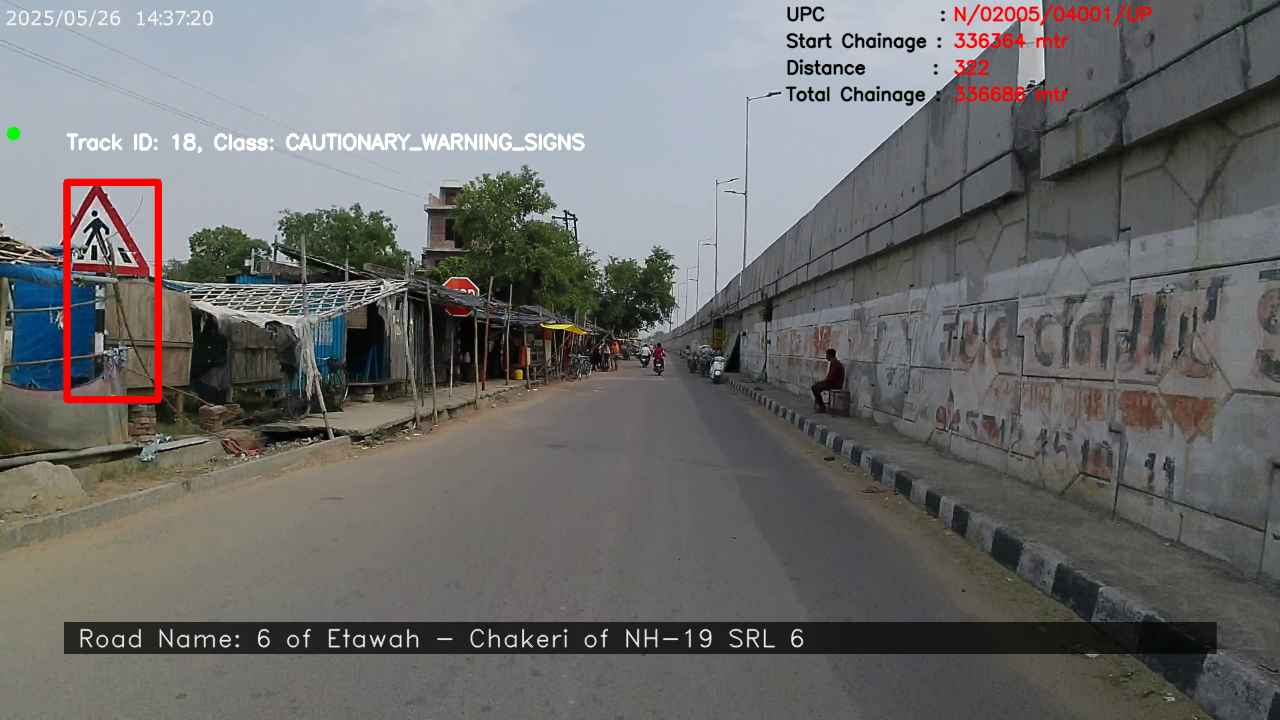 2025/05/26 14:37:20
UPC : N/02005/04001/UP
Start Chainage : 336364 mtr
Distance : 322
Total Chainage : 336686 mtr
Track ID: 18, Class: CAUTIONARY_WARNING_SIGNS
Road Name: 6 of Etawah - Chakeri of NH-19 SRL 6